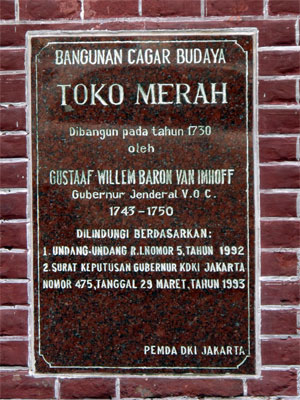 BANGUNAN CAGAR BUDAYA
TOKO MERAH
Dibangun pada tahun 1730
oleh
GUSTAAF WILLEM BARON VAN IMHOFF
Gubernur Jenderal V.O.C.
1743-1750
DILINDUNGI BERDASARKAN:
1. UNDANG-UNDANG R.I.NOMOR 5, TAHUN 1992
2. SURAT KEPUTUSAN GUBERNUR KDKI JAKARTA
NOMOR 475, TANGGAL 29 MARET, TAHUN 1993
PEMDA DKI JAKARTA